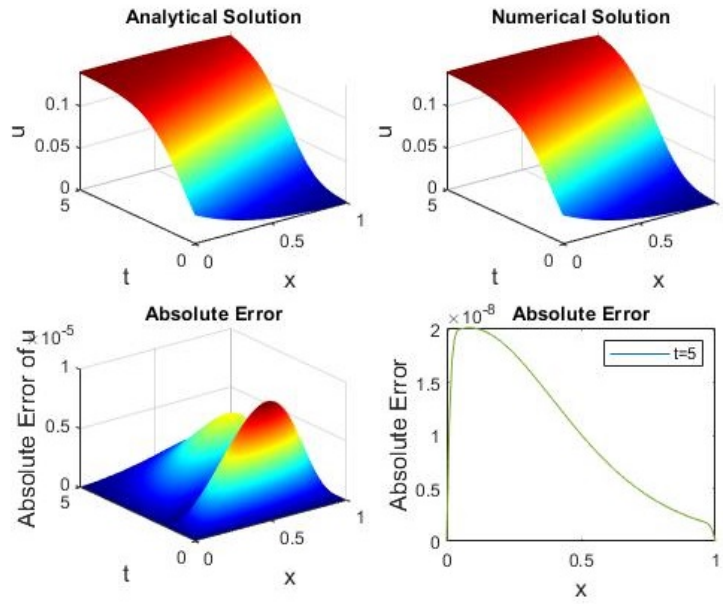 Analytical Solution
0.1
0.05
0
u
5
t
0
0
0.5
1
x
Numerical Solution
0.1
0.05
0
u
5
t
0
0
0.5
1
x
Absolute Error
×10-5
1
0.5
0
Absolute Error of u
5
t
0
0
0.5
1
x
Absolute Error
×10-8
2
1.5
1
0.5
0
Absolute Error
t=5
0
0.5
1
x